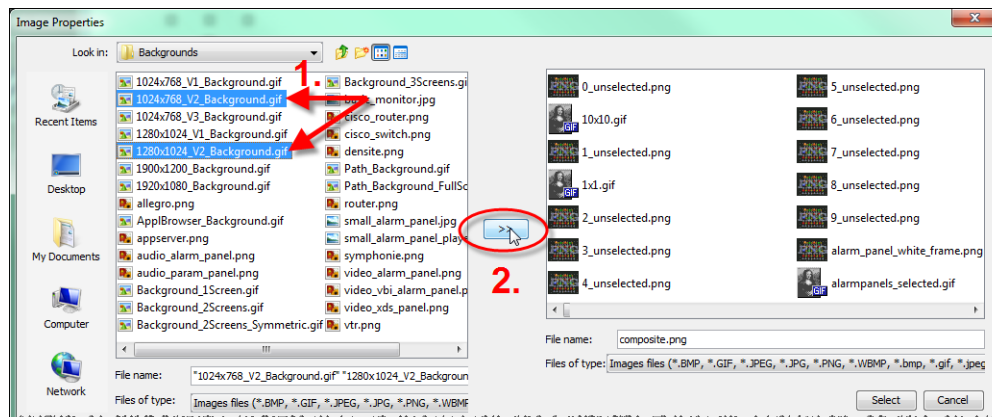 Image Properties
Look in: Backgrounds
1.
Recent Items
Desktop
My Documents
Computer
Network
1024x768_V1_Background.gif
1024x768_V2_Background.gif
1024x768_V3_Background.gif
1280x1024_V1_Background.gif
1280x1024_V2_Background.gif
1900x1200_Background.gif
1920x1080_Background.gif
allegro.png
ApplBrowser_Background.gif
appserver.png
audio_alarm_panel.png
audio_param_panel.png
Background_1Screen.gif
Background_2Screens.gif
Background_2Screens_Symmetric.gif
Background_3Screens.gi
_monitor.jpg
cisco_router.png
cisco_switch.png
densite.png
Path_Background.gif
Path_Background_FullSc
router.png
small_alarm_panel.jpg
small_alarm_panel_playe
symphonie.png
video_alarm_panel.png
video_vbi_alarm_panel.p
video_xds_panel.png
vtr.png
File name: "1024x768_V2_Background.gif" "1280x1024_V2_Backgroun
Files of type: Images files (*.BMP, *.GIF, *.JPEG, *.JPG, *.PNG, *.WBMF
>>
2.
0_unselected.png
10x10.gif
1_unselected.png
1x1.gif
2_unselected.png
3_unselected.png
4_unselected.png
5_unselected.png
6_unselected.png
7_unselected.png
8_unselected.png
9_unselected.png
alarm_panel_white_frame.png
alarmpanels_selected.gif
File name: composite.png
Files of type: Images files (*.BMP, *.GIF, *.JPEG, *.JPG, *.PNG, *.WBMP, *.bmp, *.gif, *.jpeg
Select Cancel